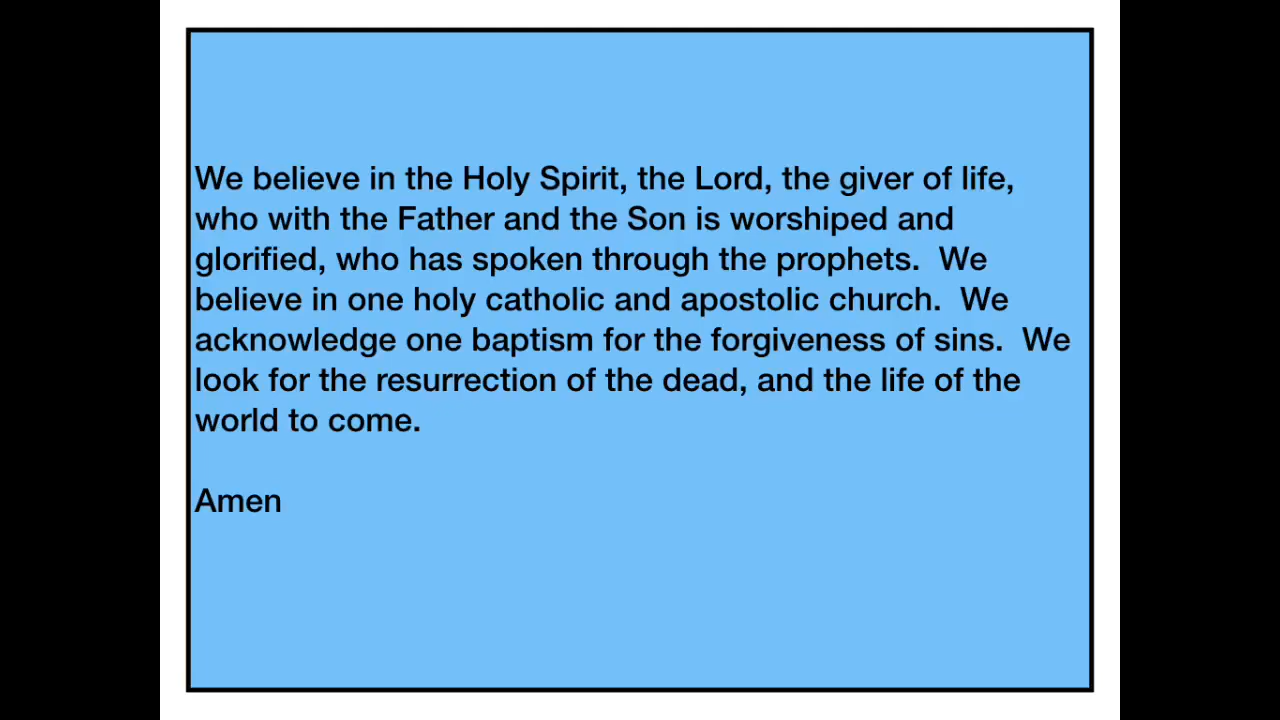 We believe in the Holy Spirit, the Lord, the giver of life,
who with the Father and the Son is worshiped and
glorified, who has spoken through the prophets.  We
believe in one holy catholic and apostolic church.  We
acknowledge one baptism for the forgiveness of sins.  We
look for the resurrection of the dead, and the life of the
world to come.
Amen